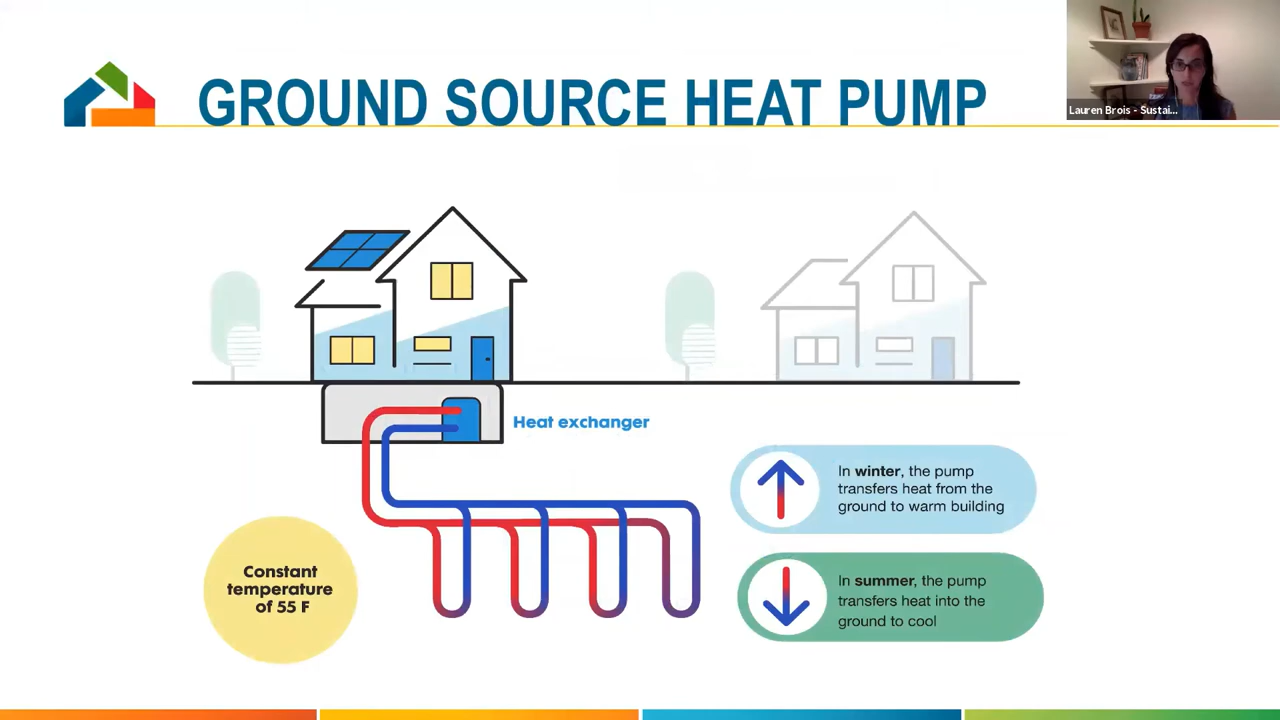 GROUND SOURCE HEAT PUMP
Lauren Brois - Sustai...
Heat exchanger
In winter, the pump
transfers heat from the
ground to warm building
Constant
temperature
of 55 F
In summer, the pump
transfers heat into the
ground to cool